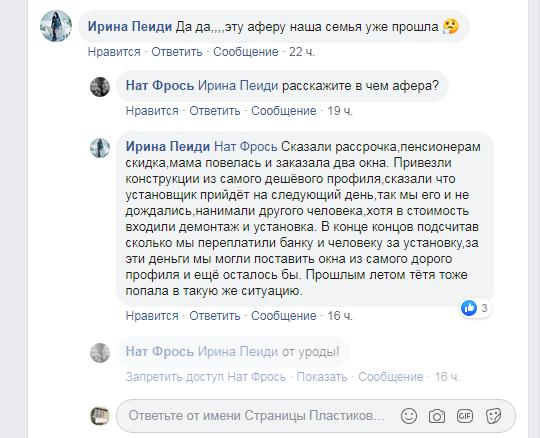 Ирина Пеиди Да да,,,,эту аферу наша семья уже прошла
Нравится · Ответить · Сообщение · 22 ч.
Нат Фрось Ирина Пеиди расскажите в чем афера?
Нравится · Ответить · Сообщение · 19 ч.
Ирина Пеиди Нат Фрось Сказали рассрочка,пенсионерам
скидка,мама повелась и заказала два окна. Привезли
конструкции из самого дешёвого профиля,сказали что
установщик прийдёт на следующий день,так мы его и не
дождались,нанимали другого человека,хотя в стоимость
входили демонтаж и установка. В конце концов подсчитав
сколько мы переплатили банку и человеку за установку,за
эти деньги мы могли поставить окна из самого дорого
профиля и ещё осталось бы. Прошлым летом тётя тоже
попала в такую же ситуацию.
3
Нравится · Ответить · Сообщение · 16 ч.
Нат Фрось Ирина Пеиди от уроды!
Запретить доступ Нат Фрось · Показать · Сообщение · 16 ч.
Ответьте от имени Страницы Пластиков...
GIF